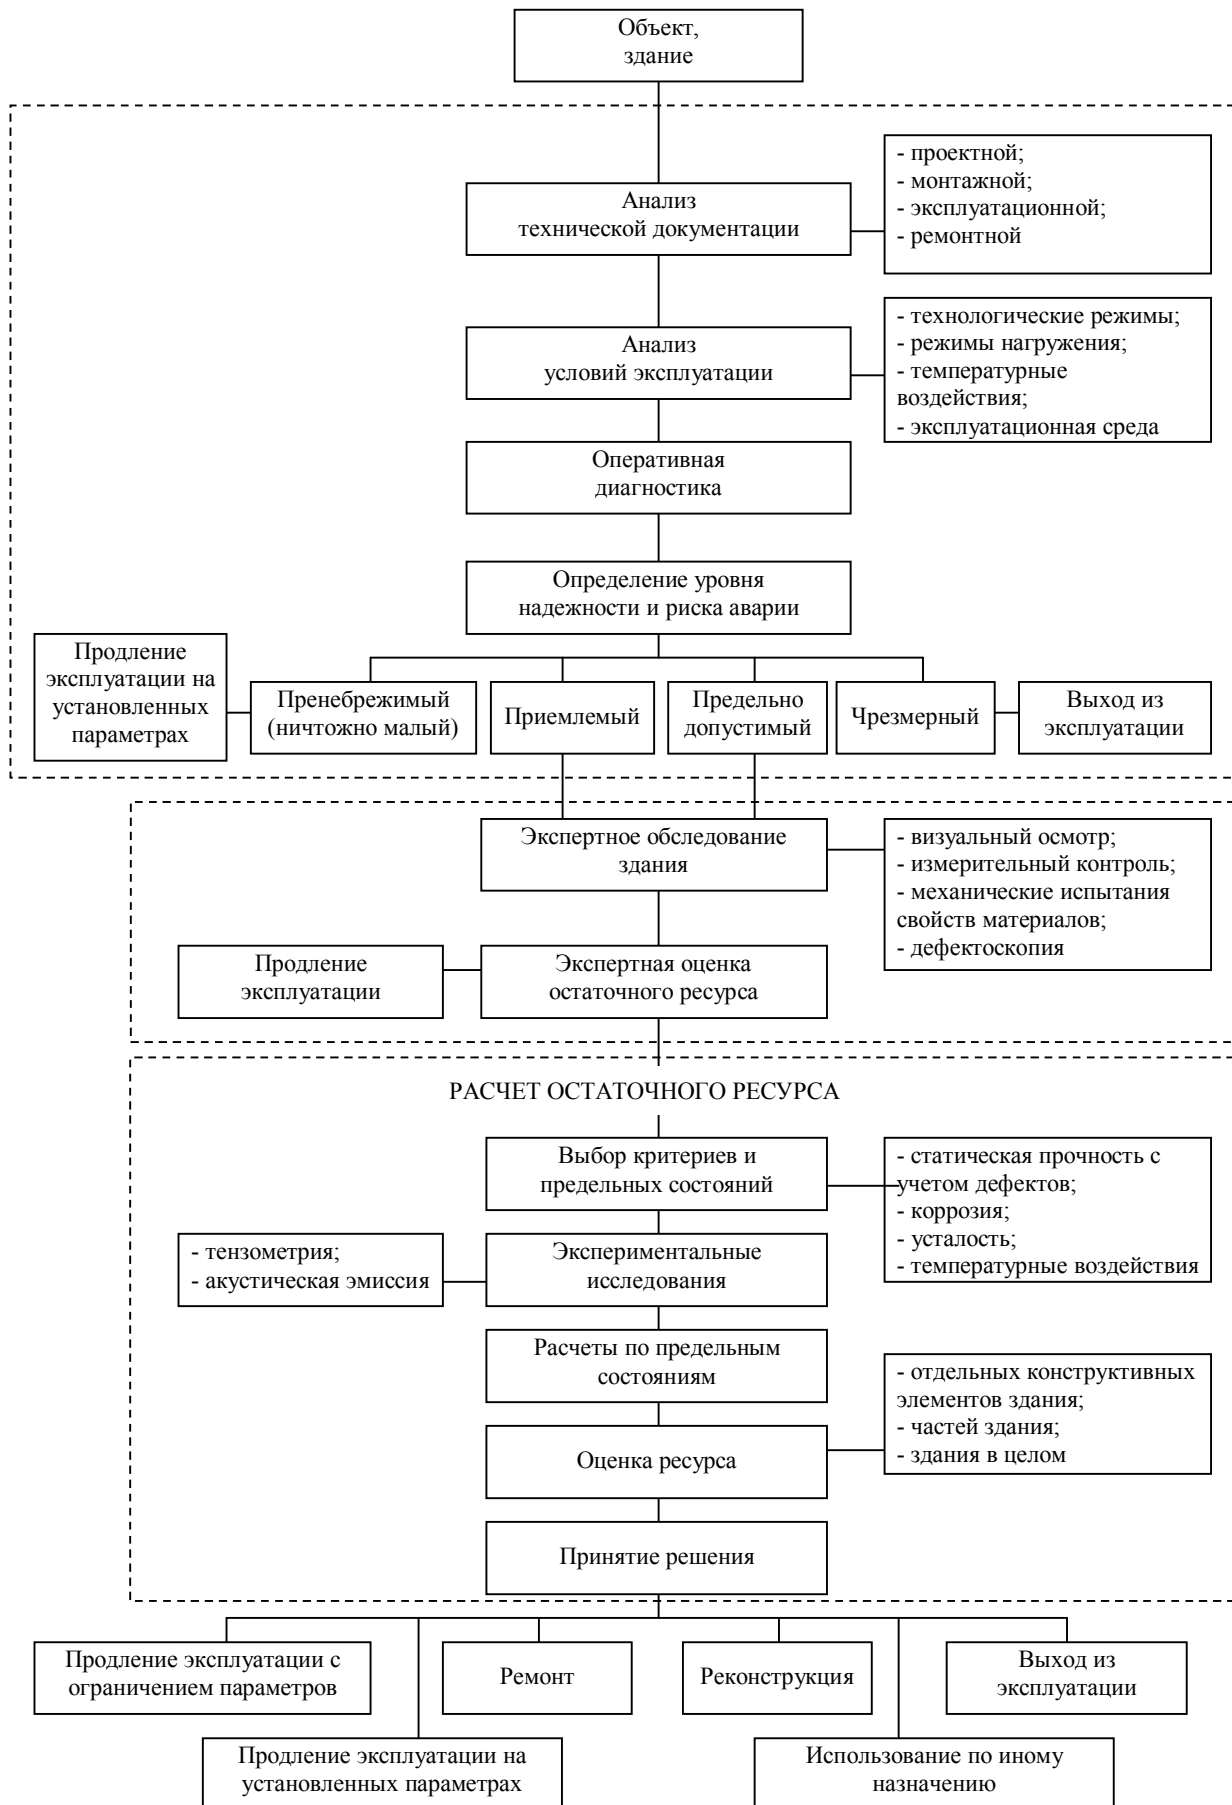 Объект,
здание
Анализ
технической документации
- проектной;
- монтажной;
- эксплуатационной;
- ремонтной
Анализ
условий эксплуатации
- технологические режимы;
- режимы нагружения;
- температурные
воздействия;
- эксплуатационная среда
Оперативная
диагностика
Определение уровня
надежности и риска аварии
Продление
эксплуатации на
установленных
параметрах
Пренебрежимый
(ничтожно малый)
Приемлемый
Предельно
допустимый
Чрезмерный
Выход из
эксплуатации
Экспертное обследование
здания
- визуальный осмотр;
- измерительный контроль;
- механические испытания
свойств материалов;
- дефектоскопия
Продление
эксплуатации
Экспертная оценка
остаточного ресурса
РАСЧЕТ ОСТАТОЧНОГО РЕСУРСА
Выбор критериев и
предельных состояний
- статическая прочность с
учетом дефектов;
- коррозия;
- усталость;
- температурные воздействия
- тензометрия;
- акустическая эмиссия
Экспериментальные
исследования
Расчеты по предельным
состояниям
- отдельных конструктивных
элементов здания;
- частей здания;
- здания в целом
Оценка ресурса
Принятие решения
Продление эксплуатации с
ограничением параметров
Ремонт
Реконструкция
Выход из
эксплуатации
Продление эксплуатации на
установленных параметрах
Использование по иному
назначению